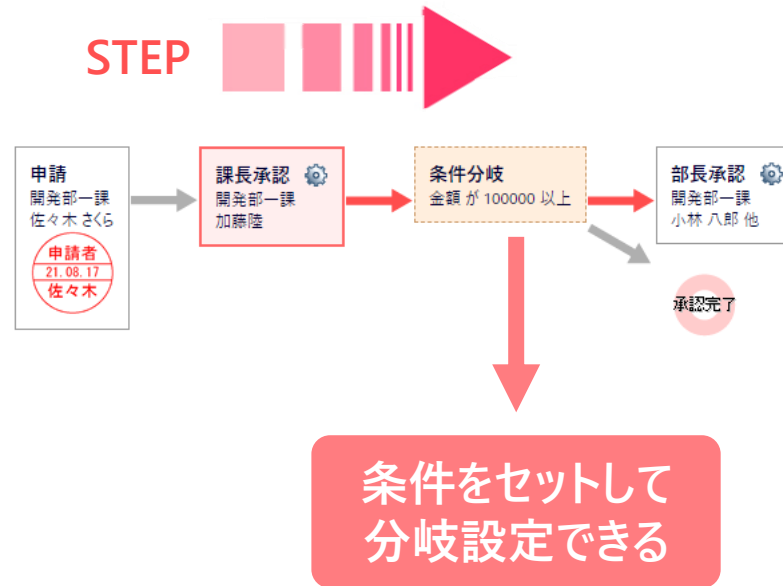 STEP
申請
開発部一課
佐々木 さくら
申請者
21.08.17
佐々木
課長承認
開発部一課
加藤陸
条件分岐
金額 が 100000 以上
部長承認
開発部一課
小林 八郎 他
承認完了
条件をセットして
分岐設定できる